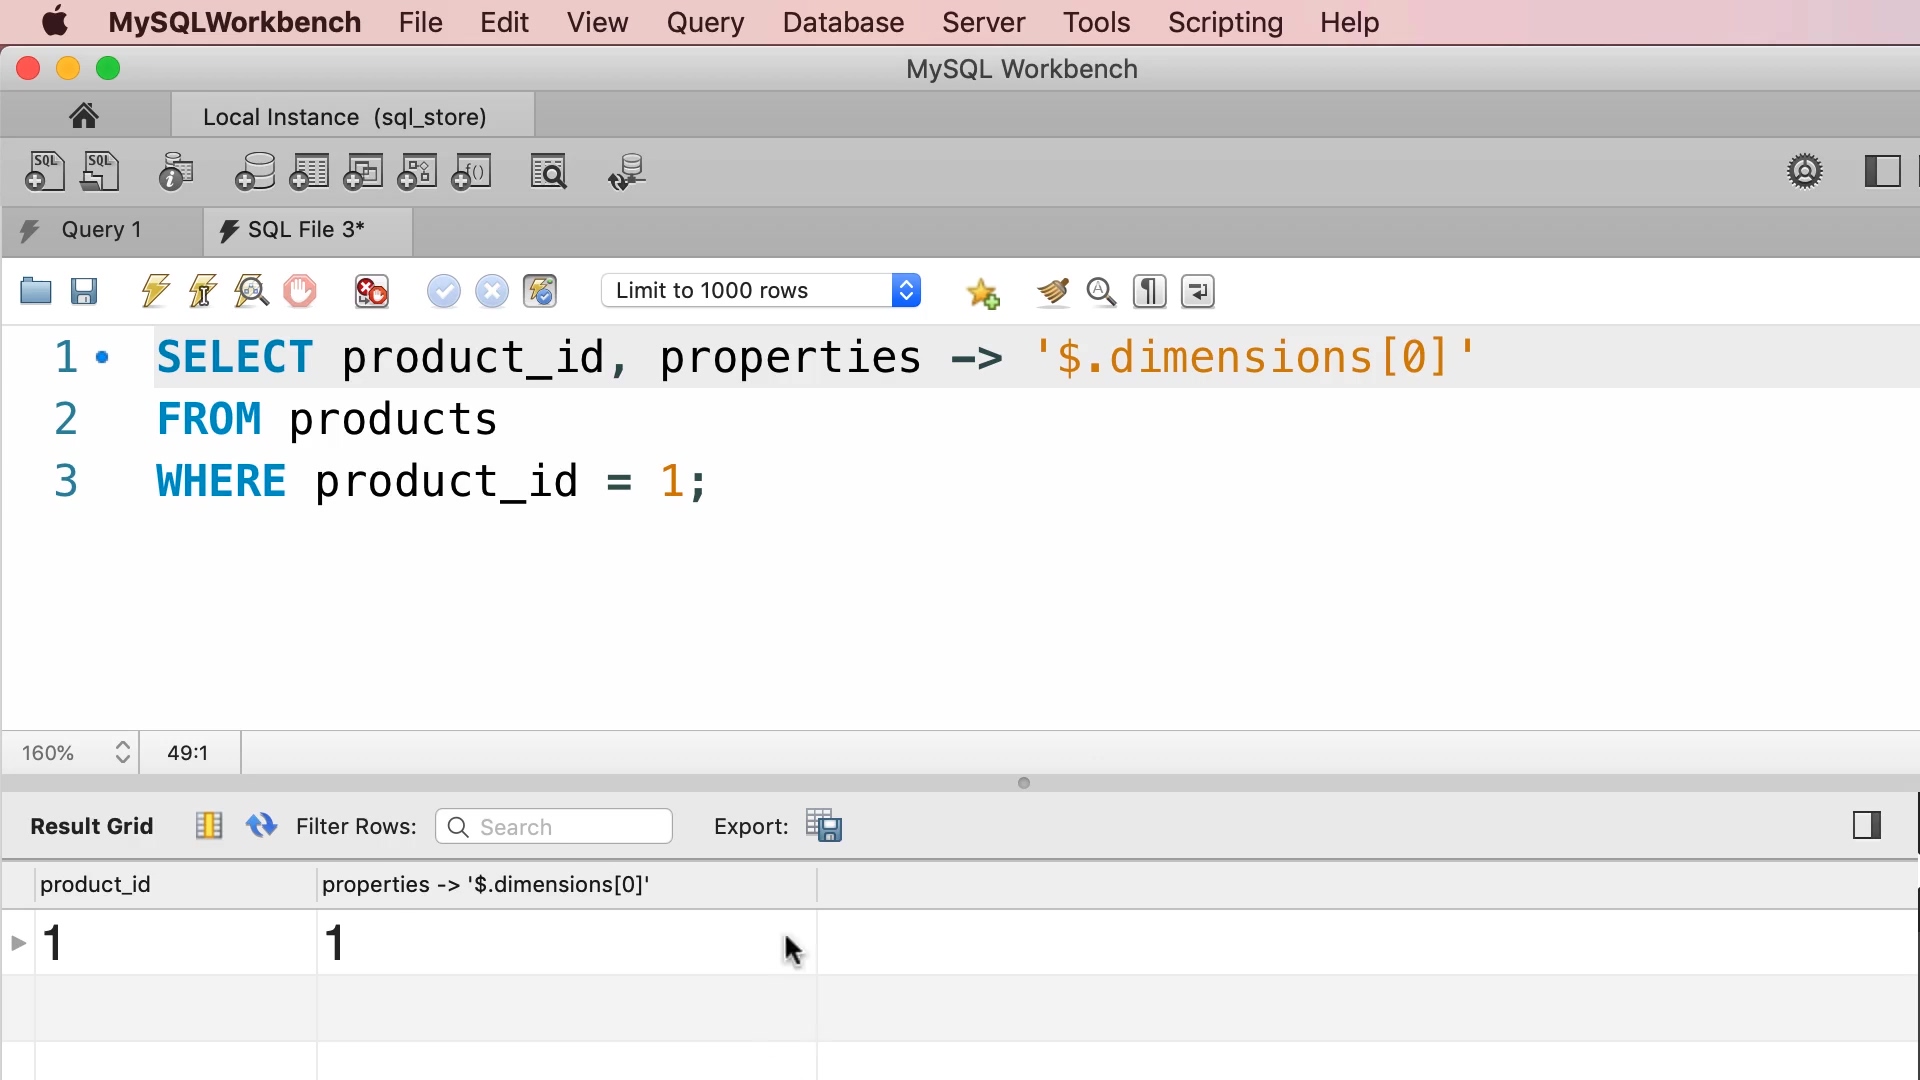 MySQLWorkbench File Edit View Query Database Server Tools Scripting Help
MySQL Workbench
Local Instance (sql_store)
SQL SQL i f()
Query 1 SQL File 3*
Limit to 1000 rows
1 SELECT product_id, properties -> '$.dimensions[0]'
2 FROM products
3 WHERE product_id = 1;
160% 49:1
Result Grid Filter Rows: Search Export:
product_id properties -> '$.dimensions[0]'
1 1